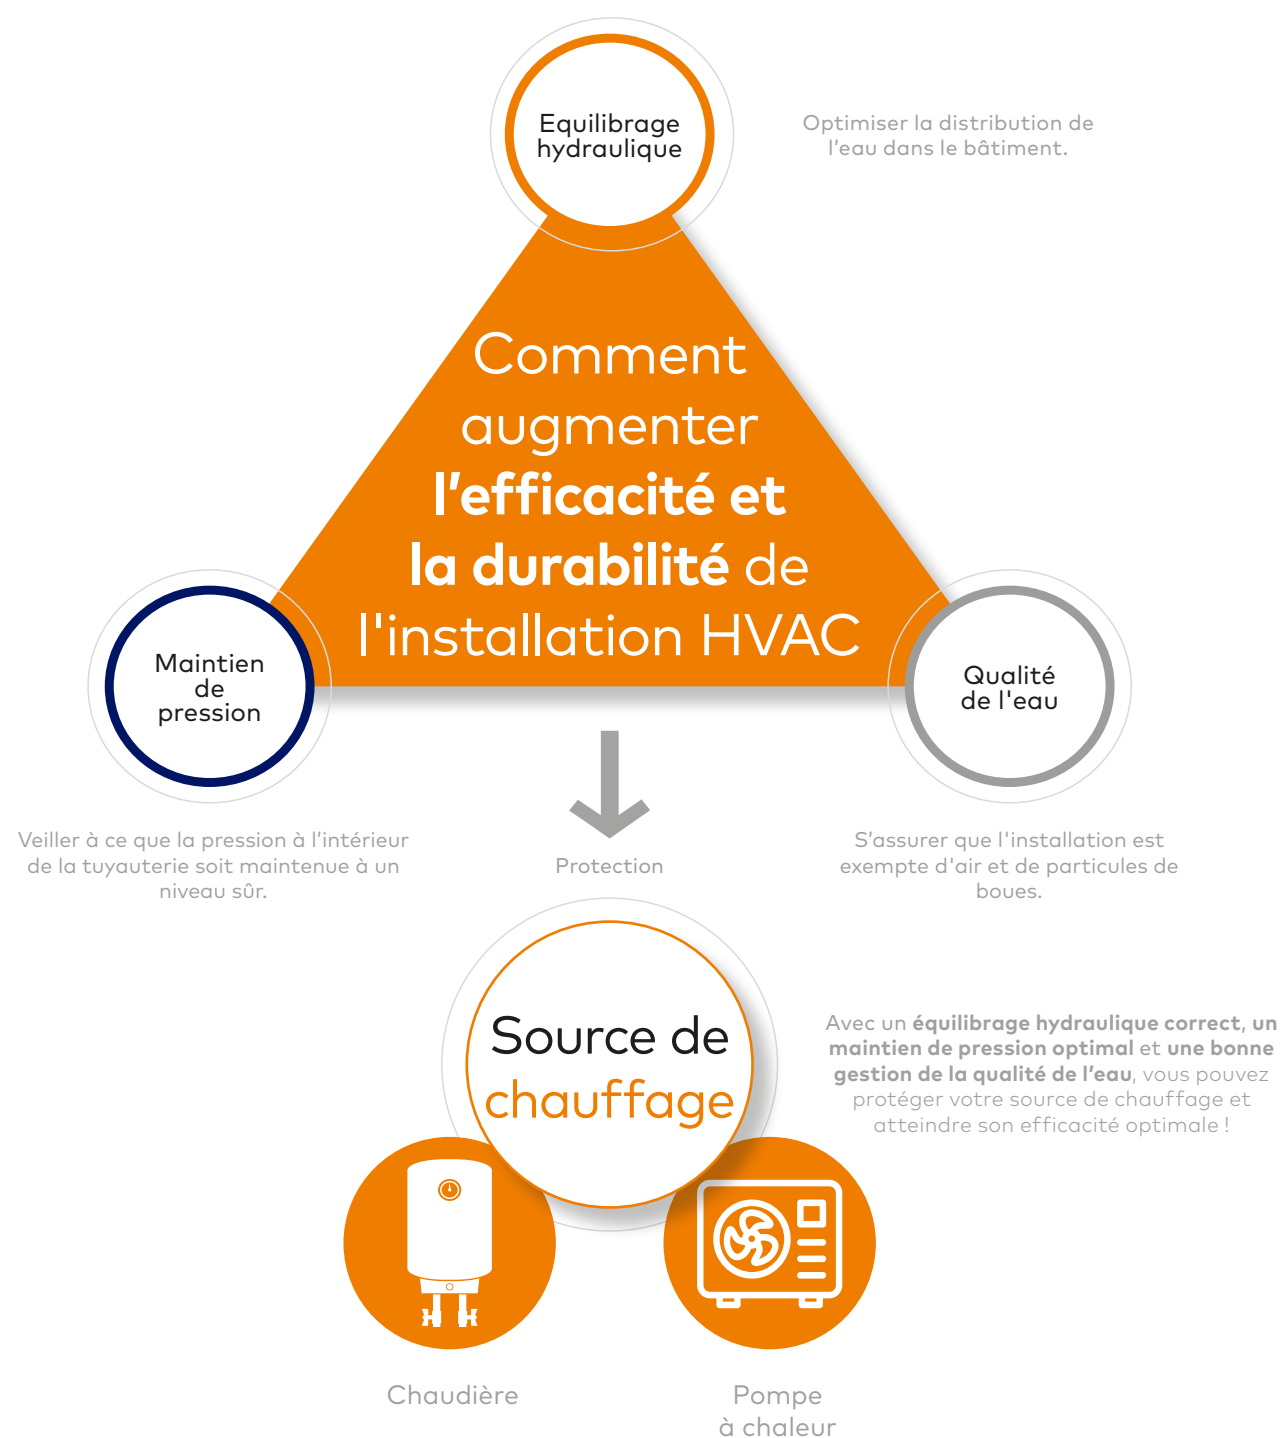 Equilibrage
hydraulique
Optimiser la distribution de
l’eau dans le bâtiment.
Comment
augmenter
l’efficacité et
la durabilité de
l'installation HVAC
Maintien
de
pression
Qualité
de l'eau
Veiller à ce que la pression à l’intérieur
de la tuyauterie soit maintenue à un
niveau sûr.
Protection
S’assurer que l'installation est
exempte d'air et de particules de
boues.
Source de
chauffage
Avec un équilibrage hydraulique correct, un
maintien de pression optimal et une bonne
gestion de la qualité de l’eau, vous pouvez
protéger votre source de chauffage et
atteindre son efficacité optimale !
Chaudière
Pompe
à chaleur